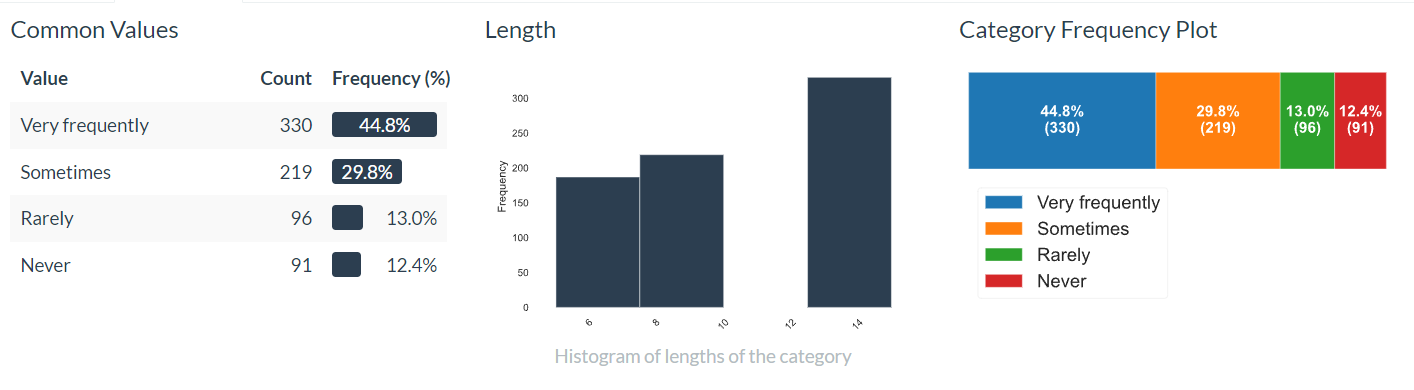 Common Values
Value Count Frequency (%)
Very frequently 330 44.8%
Sometimes 219 29.8%
Rarely 96 13.0%
Never 91 12.4%
Length
300
250
200
150
100
50
0
Frequency
6 8 10 12 14
Histogram of lengths of the category
Category Frequency Plot
44.8% 29.8% 13.0% 12.4%
(330) (219) (96) (91)
Very frequently
Sometimes
Rarely
Never